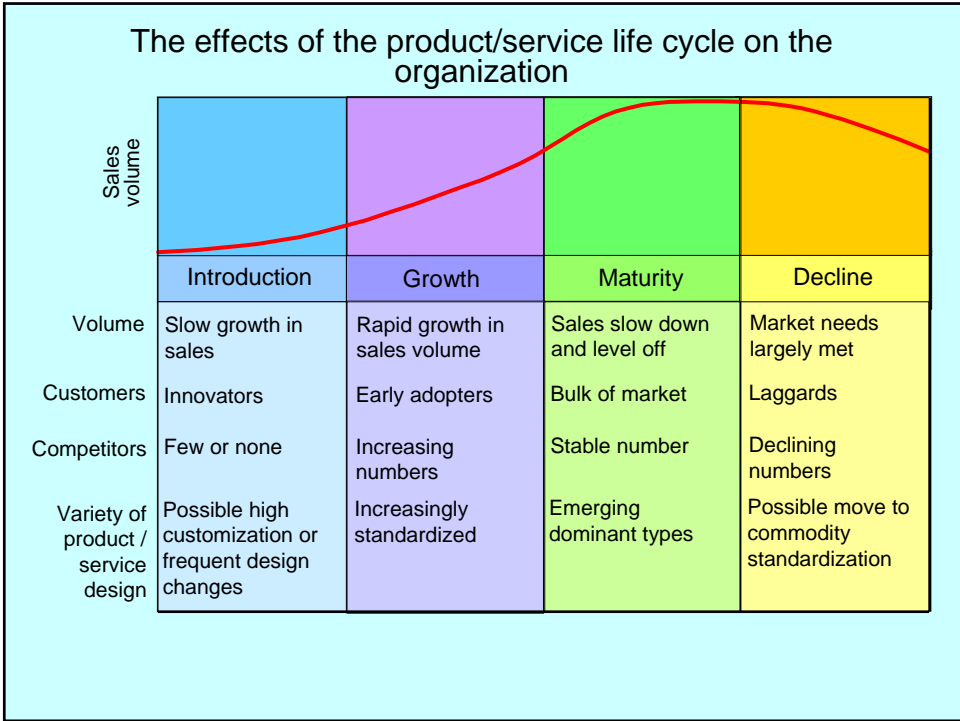 The effects of the product/service life cycle on the
organization
Sales
volume
Introduction
Growth
Maturity
Decline
Volume
Slow growth in
sales
Rapid growth in
sales volume
Sales slow down
and level off
Market needs
largely met
Customers
Innovators
Early adopters
Bulk of market
Laggards
Competitors
Few or none
Increasing
numbers
Stable number
Declining
numbers
Variety of
product /
service
design
Possible high
customization or
frequent design
changes
Increasingly
standardized
Emerging
dominant types
Possible move to
commodity
standardization